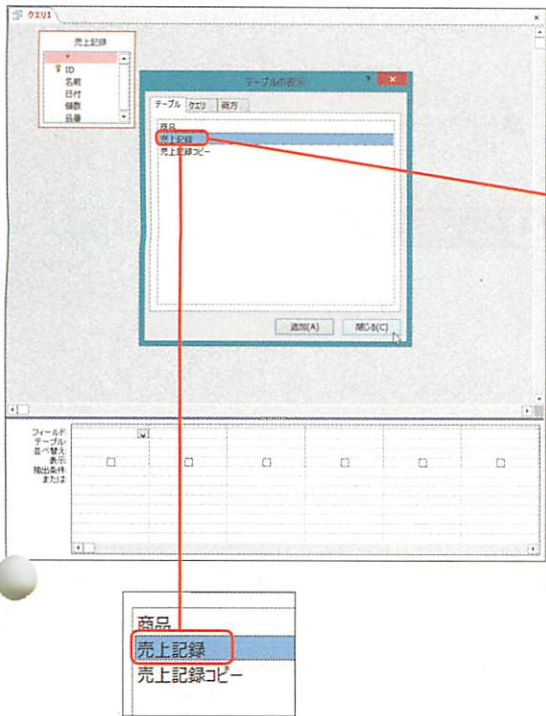 クエリ1
売上記録
*
ID
名前
日付
個数
品番
テーブルの表示
テーブル クエリ 両方
商品
売上記録
売上記録コピー
追加(A) 閉じる(C)
フィールド:
テーブル:
並べ替え:
表示:
抽出条件:
または:
商品
売上記録
売上記録コピー